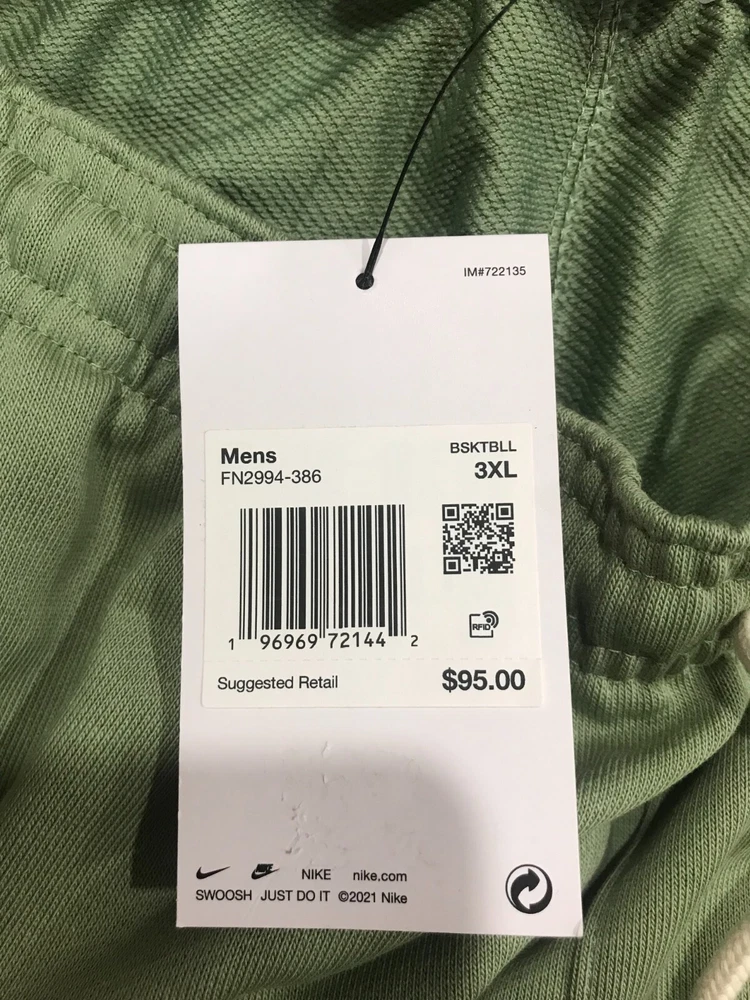 IM#722135
Mens
BSKTBLL
FN2994-386
3XL
RFID
1 96969 72144 2
Suggested Retail
$95.00
NIKE nike.com
SWOOSH JUST DO IT ©2021 Nike